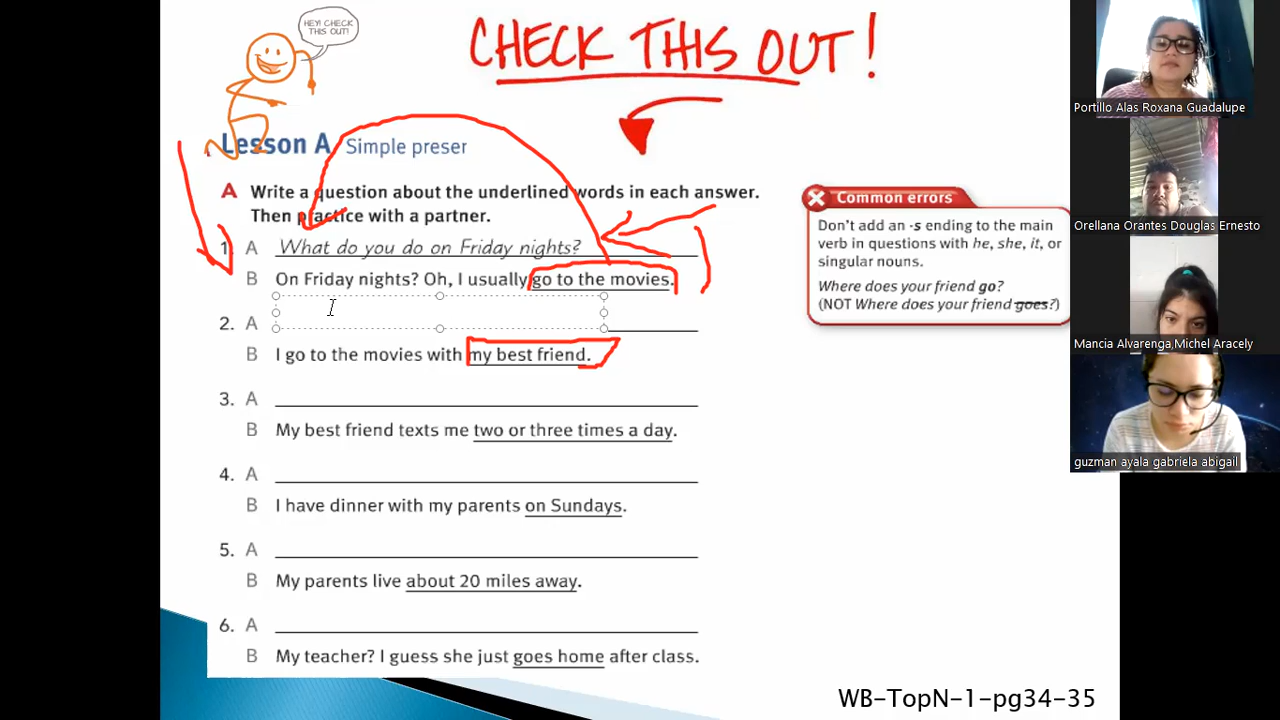 HEY! CHECK
THIS OUT!
CHECK THIS OUT!
Lesson A Simple preser
A Write a question about the underlined words in each answer.
Then practice with a partner.
1. A What do you do on Friday nights?
B On Friday nights? Oh, I usually go to the movies.
2. A
B I go to the movies with my best friend.
3. A
B My best friend texts me two or three times a day.
4. A
B I have dinner with my parents on Sundays.
5. A
B My parents live about 20 miles away.
6. A
B My teacher? I guess she just goes home after class.
Common errors
Don't add an -s ending to the main
verb in questions with he, she, it, or
singular nouns.
Where does your friend go?
(NOT Where does your friend goes?)
WB-TopN-1-pg34-35
Portillo Alas Roxana Guadalupe
Orellana Orantes Douglas Ernesto
Mancia Alvarenga,Michel Aracely
guzman ayala gabriela abigail